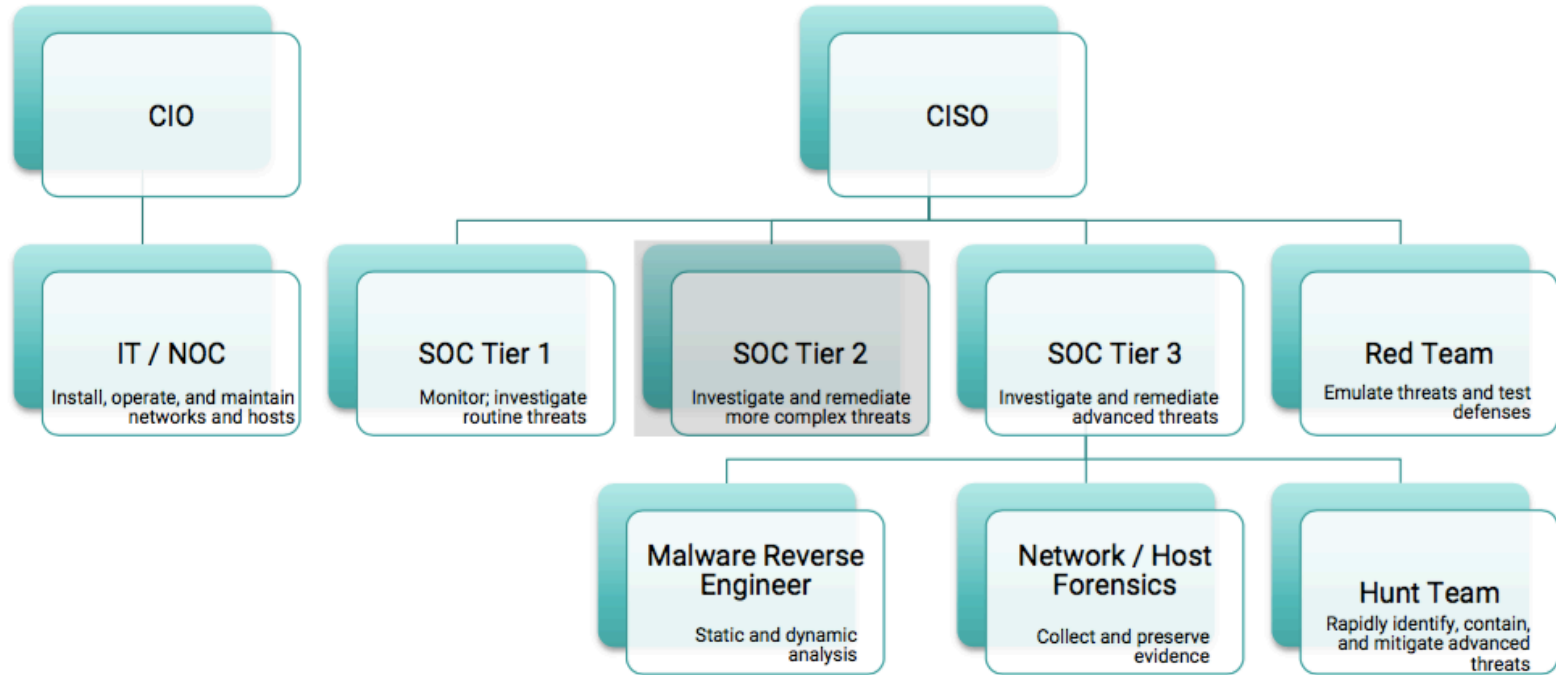 CIO
CISO
IT / NOC
Install, operate, and maintain
networks and hosts
SOC Tier 1
Monitor; investigate
routine threats
SOC Tier 2
Investigate and remediate
more complex threats
SOC Tier 3
Investigate and remediate
advanced threats
Red Team
Emulate threats and test
defenses
Malware Reverse
Engineer
Static and dynamic
analysis
Network / Host
Forensics
Collect and preserve
evidence
Hunt Team
Rapidly identify, contain,
and mitigate advanced
threats